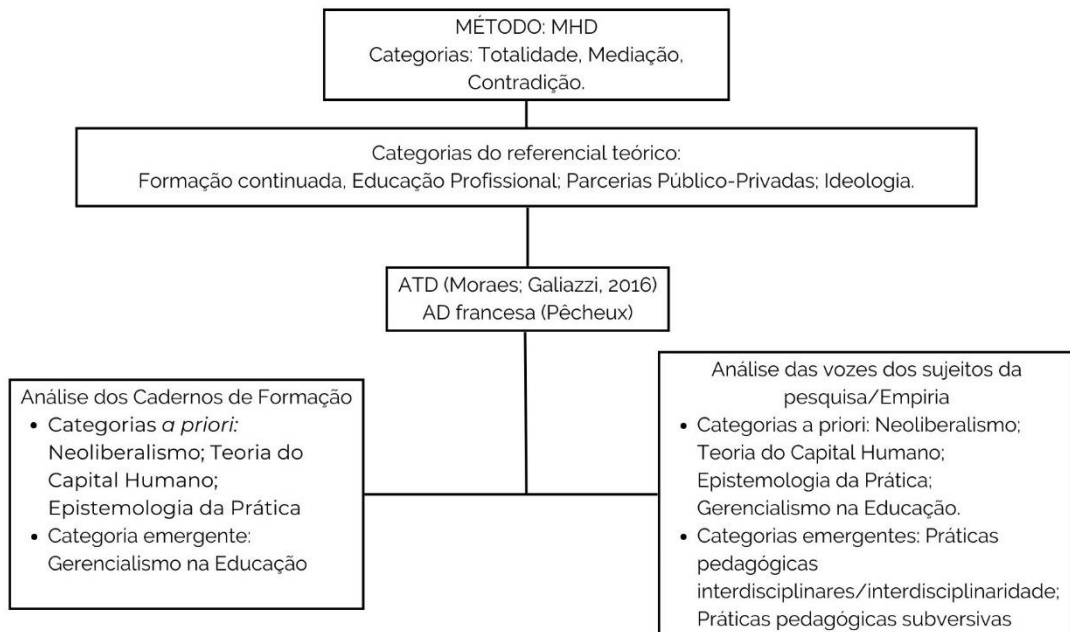 MÉTODO: MHD
Categorias: Totalidade, Mediação,
Contradição.
Categorias do referencial teórico:
Formação continuada, Educação Profissional; Parcerias Público-Privadas; Ideologia.
ATD (Moraes; Galiazzi, 2016)
AD francesa (Pêcheux)
Análise dos Cadernos de Formação
• Categorias a priori:
Neoliberalismo; Teoria do
Capital Humano;
Epistemologia da Prática
• Categoria emergente:
Gerencialismo na Educação
Análise das vozes dos sujeitos da
pesquisa/Empiria
• Categorias a priori: Neoliberalismo;
Teoria do Capital Humano;
Epistemologia da Prática;
Gerencialismo na Educação.
• Categorias emergentes: Práticas
pedagógicas
interdisciplinares/interdisciplinaridade;
Práticas pedagógicas subversivas